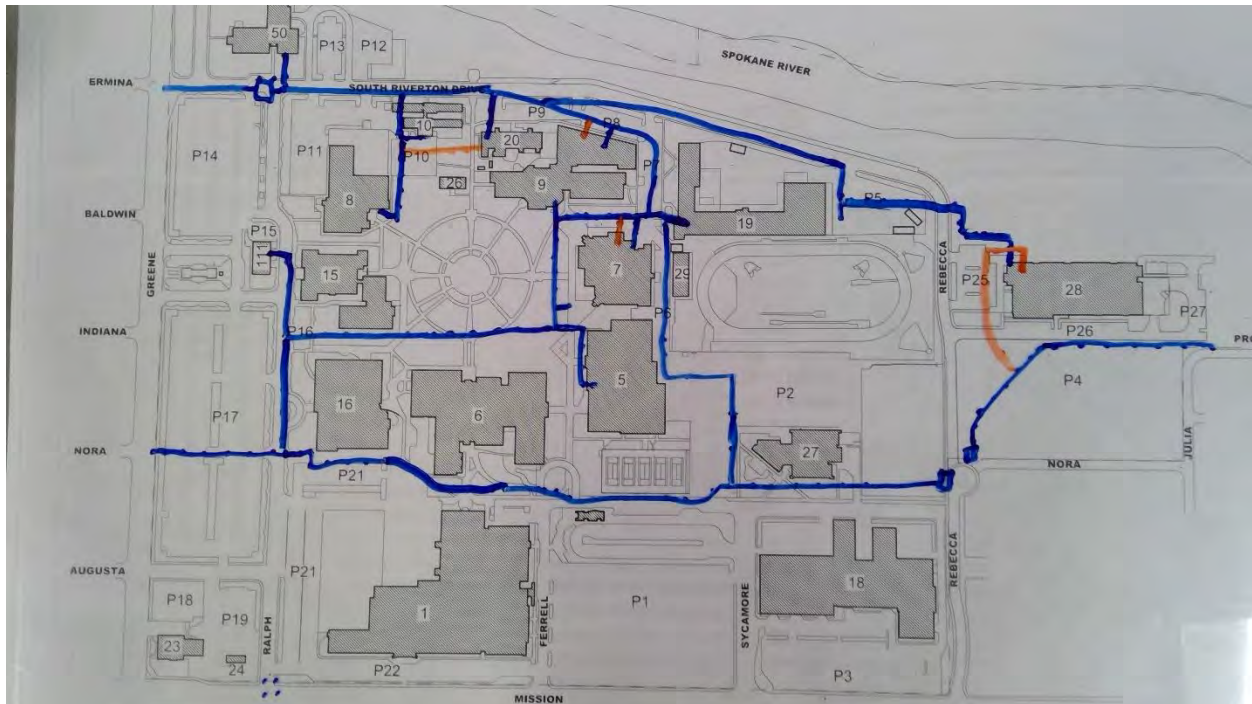 50
P13
P12
SPOKANE RIVER
ERMINA
SOUTH RIVERTON DRIVE
P9
P8
10
20
P14
P11
P10
9
26
8
P5
19
BALDWIN
P15
111
15
7
29
GREENE
REBECCA
P25
28
P27
P26
INDIANA
P16
P6
5
P4
P2
16
6
P17
27
NORA
NORA
JULIA
P21
AUGUSTA
P18
P19
P21
1
RALPH
FERRELL
P1
SYCAMORE
18
REBECCA
23
24
P22
P3
MISSION